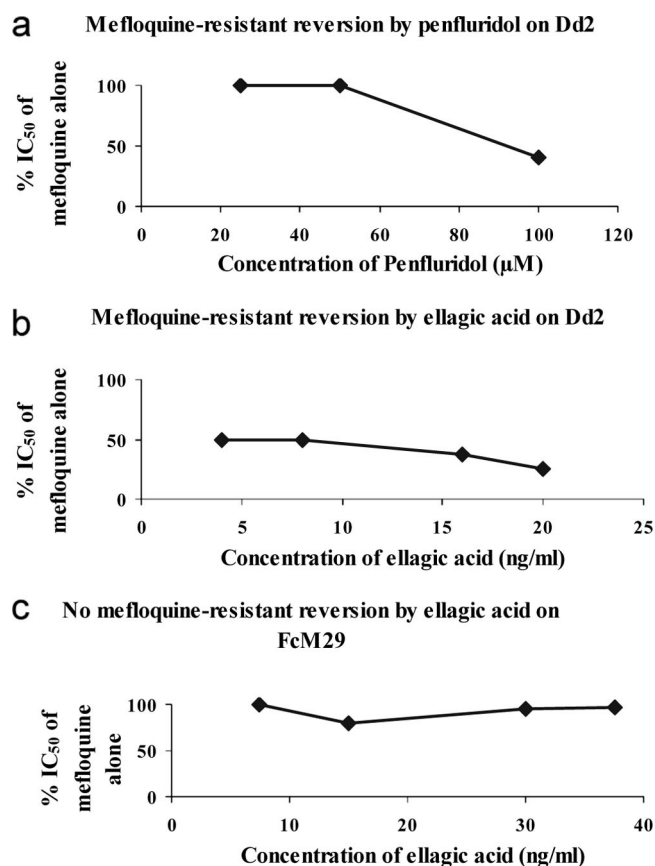 a
Mefloquine-resistant reversion by penfluridol on Dd2
% IC50 of
mefloquine alone
100
50
0
0 20 40 60 80 100 120
Concentration of Penfluridol (μM)
b
Mefloquine-resistant reversion by ellagic acid on Dd2
% IC50 of
mefloquine alone
100
50
0
0 5 10 15 20 25
Concentration of ellagic acid (ng/ml)
c
No mefloquine-resistant reversion by ellagic acid on
FcM29
% IC50 of
mefloquine
alone
100
50
0
0 10 20 30 40
Concentration of ellagic acid (ng/ml)